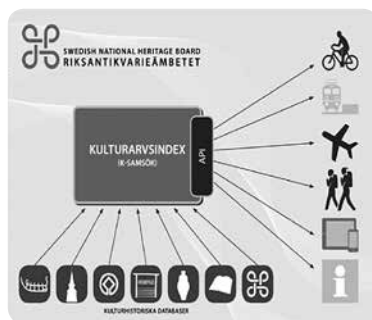 SWEDISH NATIONAL HERITAGE BOARD
RIKSANTIKVARIEÄMBETET
KULTURARVSINDEX
(K-SAMSÖK)
API
KULTURHISTORISKA DATABASER